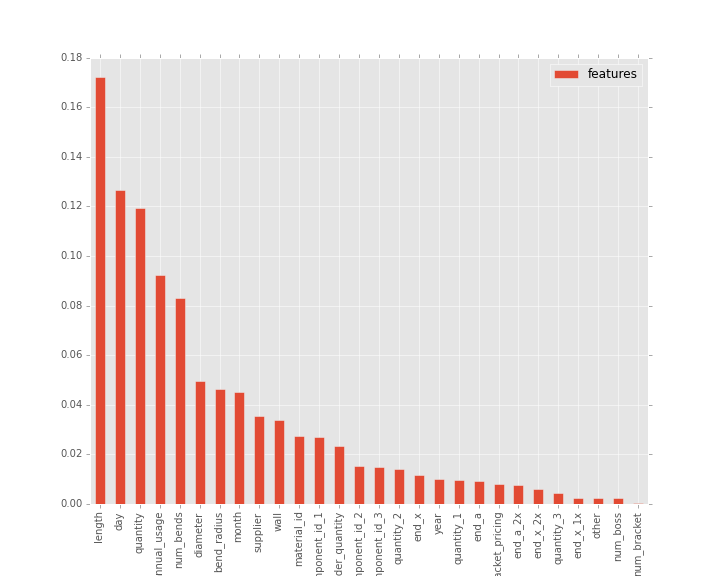 0.18
0.16
0.14
0.12
0.10
0.08
0.06
0.04
0.02
0.00
features
length
day
quantity
nnual_usage
num_bends
diameter
bend_radius
month
supplier
wall
material_id
mponent_id_1
der_quantity
mponent_id_2
mponent_id_3
quantity_2
end_x
year
quantity_1
end_a
acket_pricing
end_a_2x
end_x_2x
quantity_3
end_x_1x
other
num_boss
num_bracket